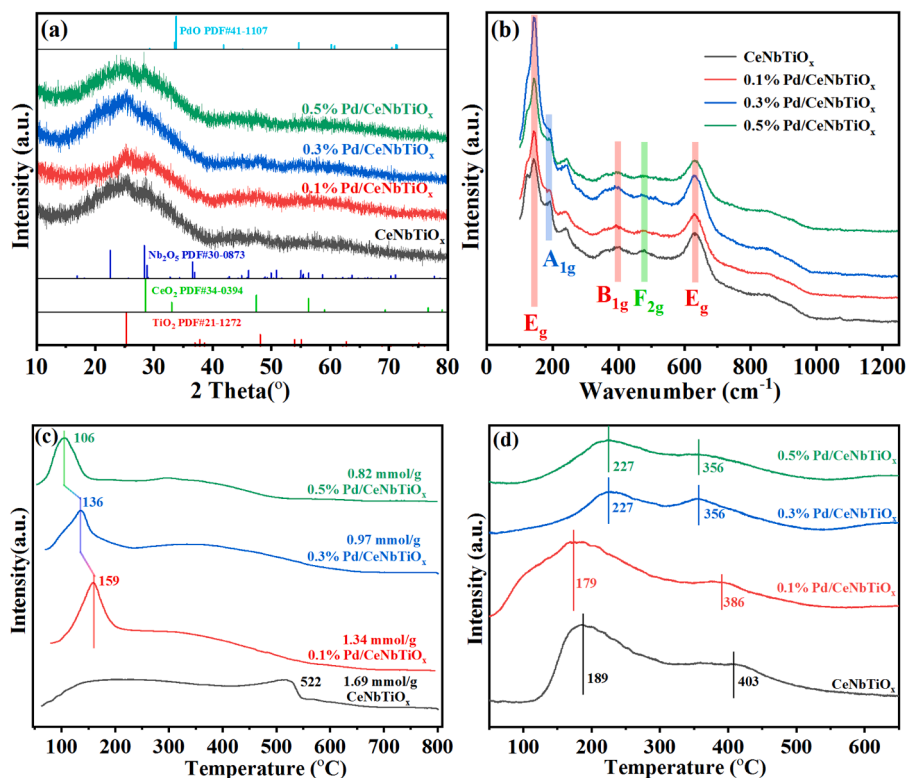 (a)
PdO PDF#41-1107
0.5% Pd/CeNbTiOₓ
0.3% Pd/CeNbTiOₓ
0.1% Pd/CeNbTiOₓ
CeNbTiOₓ
Nb₂O₅ PDF#30-0873
CeO₂ PDF#34-0394
TiO₂ PDF#21-1272
Intensity (a.u.)
10 20 30 40 50 60 70 80
2 Theta(°)
(b)
CeNbTiOₓ
0.1% Pd/CeNbTiOₓ
0.3% Pd/CeNbTiOₓ
0.5% Pd/CeNbTiOₓ
A₁g
B₁g
F₂g
Eg
Eg
Intensity (a.u.)
0 200 400 600 800 1000 1200
Wavenumber (cm⁻¹)
(c)
106
0.82 mmol/g
0.5% Pd/CeNbTiOₓ
136
0.97 mmol/g
0.3% Pd/CeNbTiOₓ
159
1.34 mmol/g
0.1% Pd/CeNbTiOₓ
1.69 mmol/g
522
CeNbTiOₓ
Intensity(a.u.)
100 200 300 400 500 600 700 800
Temperature (°C)
(d)
0.5% Pd/CeNbTiOₓ
227 356
0.3% Pd/CeNbTiOₓ
227 356
0.1% Pd/CeNbTiOₓ
179 386
CeNbTiOₓ
189 403
Intensity (a.u.)
100 200 300 400 500 600
Temperature (°C)